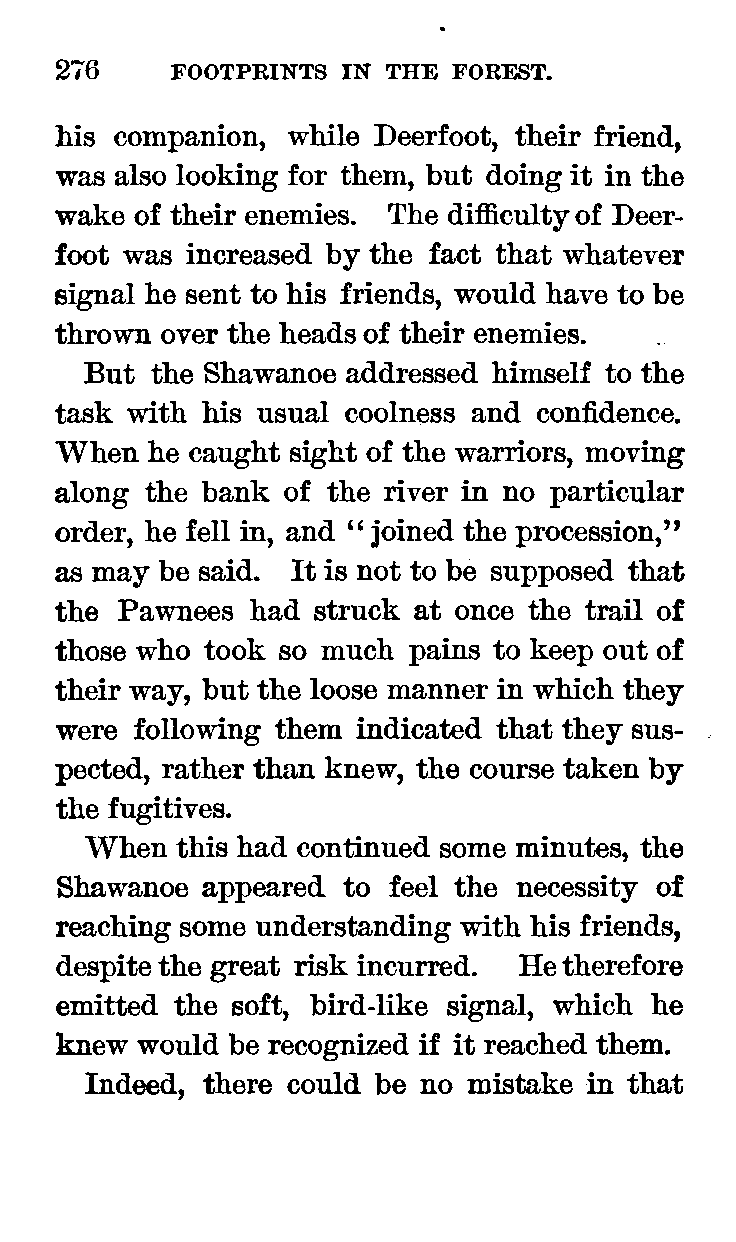 276 FOOTPRINTS IN THE FOREST.
his companion, while Deerfoot, their friend,
was also looking for them, but doing it in the
wake of their enemies. The difficulty of Deer-
foot was increased by the fact that whatever
signal he sent to his friends, would have to be
thrown over the heads of their enemies.
But the Shawanoe addressed himself to the
task with his usual coolness and confidence.
When he caught sight of the warriors, moving
along the bank of the river in no particular
order, he fell in, and "joined the procession,"
as may be said. It is not to be supposed that
the Pawnees had struck at once the trail of
those who took so much pains to keep out of
their way, but the loose manner in which they
were following them indicated that they sus-
pected, rather than knew, the course taken by
the fugitives.
When this had continued some minutes, the
Shawanoe appeared to feel the necessity of
reaching some understanding with his friends,
despite the great risk incurred. He therefore
emitted the soft, bird-like signal, which he
knew would be recognized if it reached them.
Indeed, there could be no mistake in that